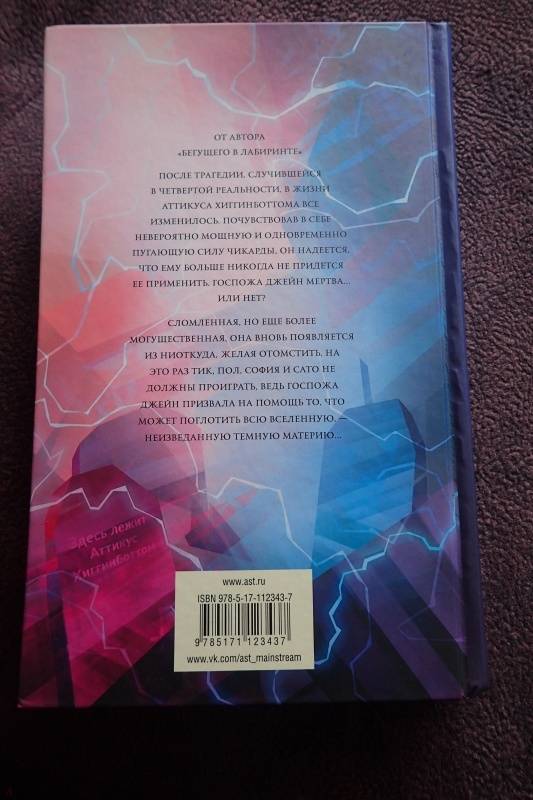 ОТ АВТОРА
«БЕГУЩЕГО В ЛАБИРИНТЕ»
ПОСЛЕ ТРАГЕДИИ, СЛУЧИВШЕЙСЯ
В ЧЕТВЕРТОЙ РЕАЛЬНОСТИ, В ЖИЗНИ
АТТИКУСА ХИГГИНБОТТОМА ВСЕ
ИЗМЕНИЛОСЬ. ПОЧУВСТВОВАВ В СЕБЕ
НЕВЕРОЯТНО МОЩНУЮ И ОДНОВРЕМЕННО
ПУГАЮЩУЮ СИЛУ ЧИКАРДЫ, ОН НАДЕЕТСЯ,
ЧТО ЕМУ БОЛЬШЕ НИКОГДА НЕ ПРИДЕТСЯ
ЕЕ ПРИМЕНИТЬ. ГОСПОЖА ДЖЕЙН МЕРТВА...
ИЛИ НЕТ?
СЛОМЛЕННАЯ, НО ЕЩЕ БОЛЕЕ
МОГУЩЕСТВЕННАЯ, ОНА ВНОВЬ ПОЯВЛЯЕТСЯ
ИЗ НИОТКУДА, ЖЕЛАЯ ОТОМСТИТЬ. НА
ЭТО РАЗ ТИК, ПОЛ, СОФИЯ И САТО НЕ
ДОЛЖНЫ ПРОИГРАТЬ, ВЕДЬ ГОСПОЖА
ДЖЕЙН ПРИЗВАЛА НА ПОМОЩЬ ТО, ЧТО
МОЖЕТ ПОГЛОТИТЬ ВСЮ ВСЕЛЕННУЮ, —
НЕИЗВЕДАННУЮ ТЕМНУЮ МАТЕРИЮ...
Здесь лежит
Аттикус
Хиггинботтом
www.ast.ru
ISBN 978-5-17-112343-7
9 785171 123437
www.vk.com/ast_mainstream